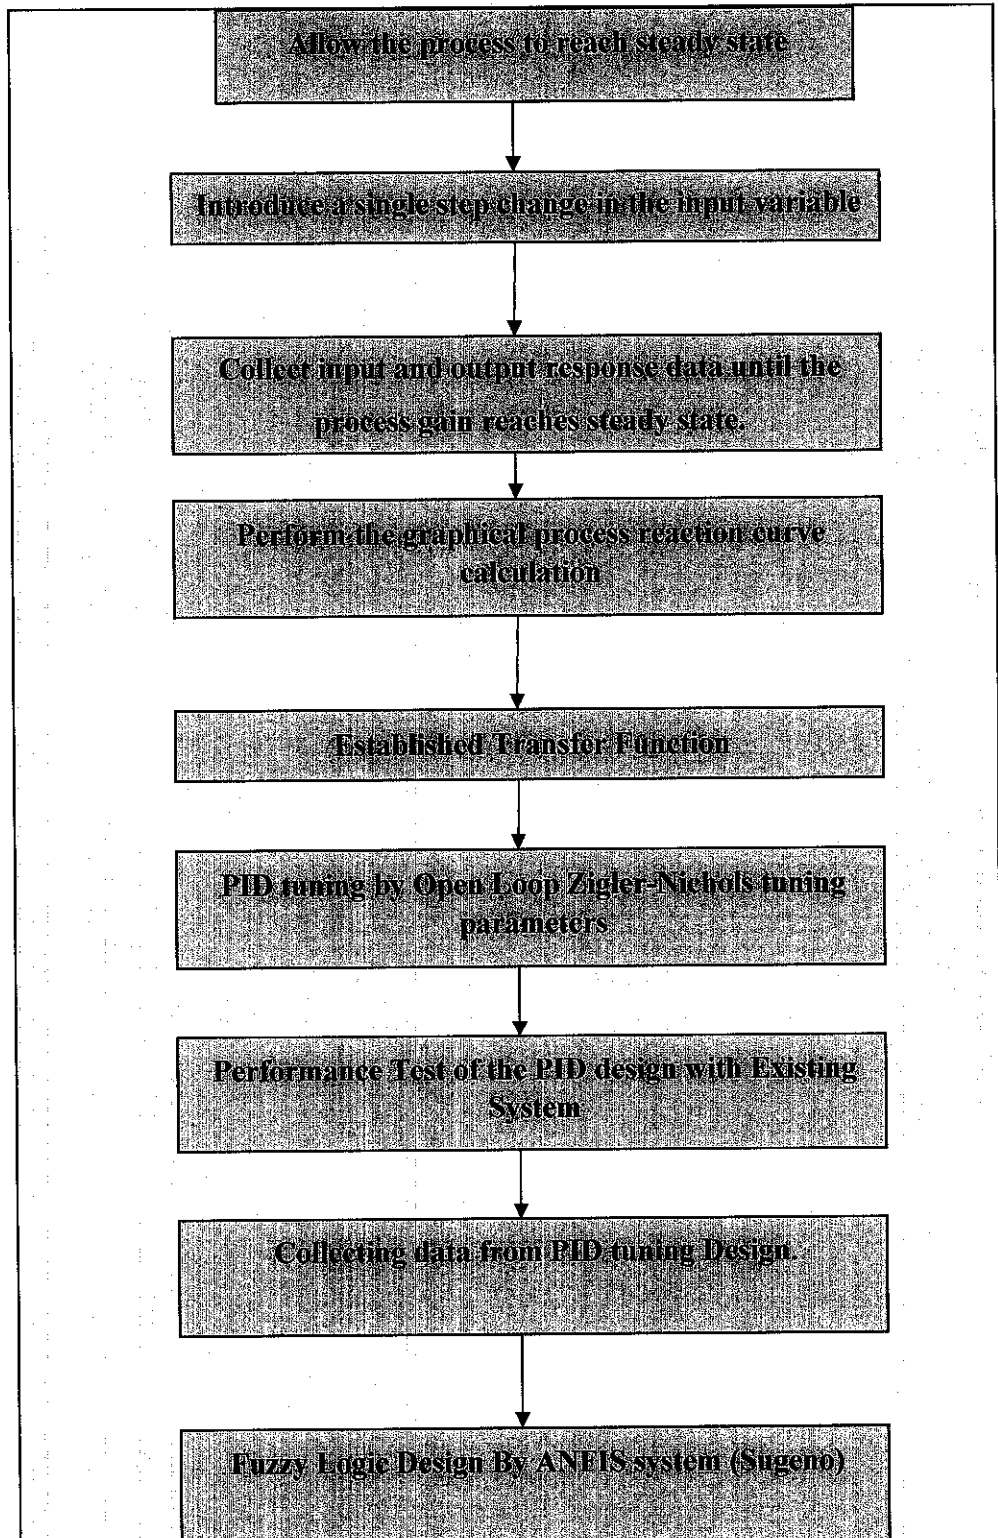 Allow the process to reach steady state
Introduce a single step change in the input variable
Collect input and output response data until the
process gain reaches steady state.
Perform the graphical process reaction curve
calculation
Established Transfer Function
PID tuning by Open Loop Zigler-Nichols tuning
parameters
Performance Test of the PID design with Existing
System
Collecting data from PID tuning Design.
Fuzzy Logic Design By ANFIS system (Sugeno)